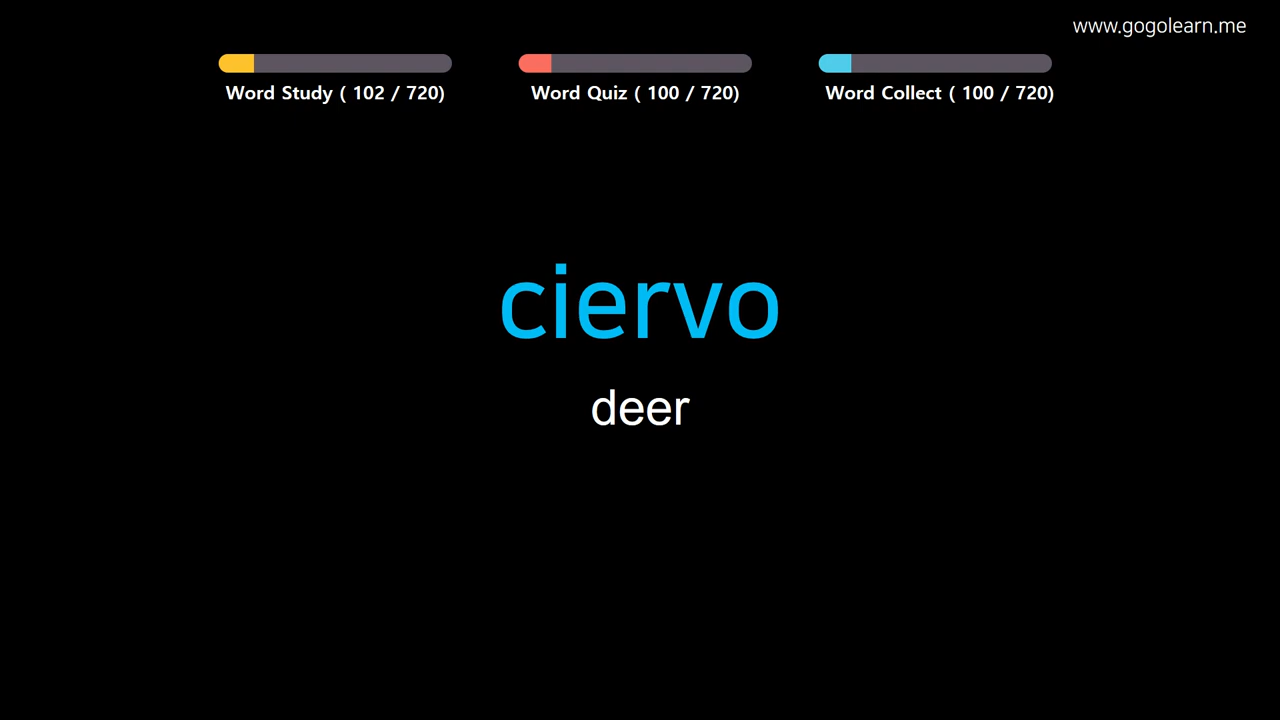 www.gogolearn.me
Word Study ( 102 / 720)
Word Quiz ( 100 / 720)
Word Collect ( 100 / 720)
ciervo
deer